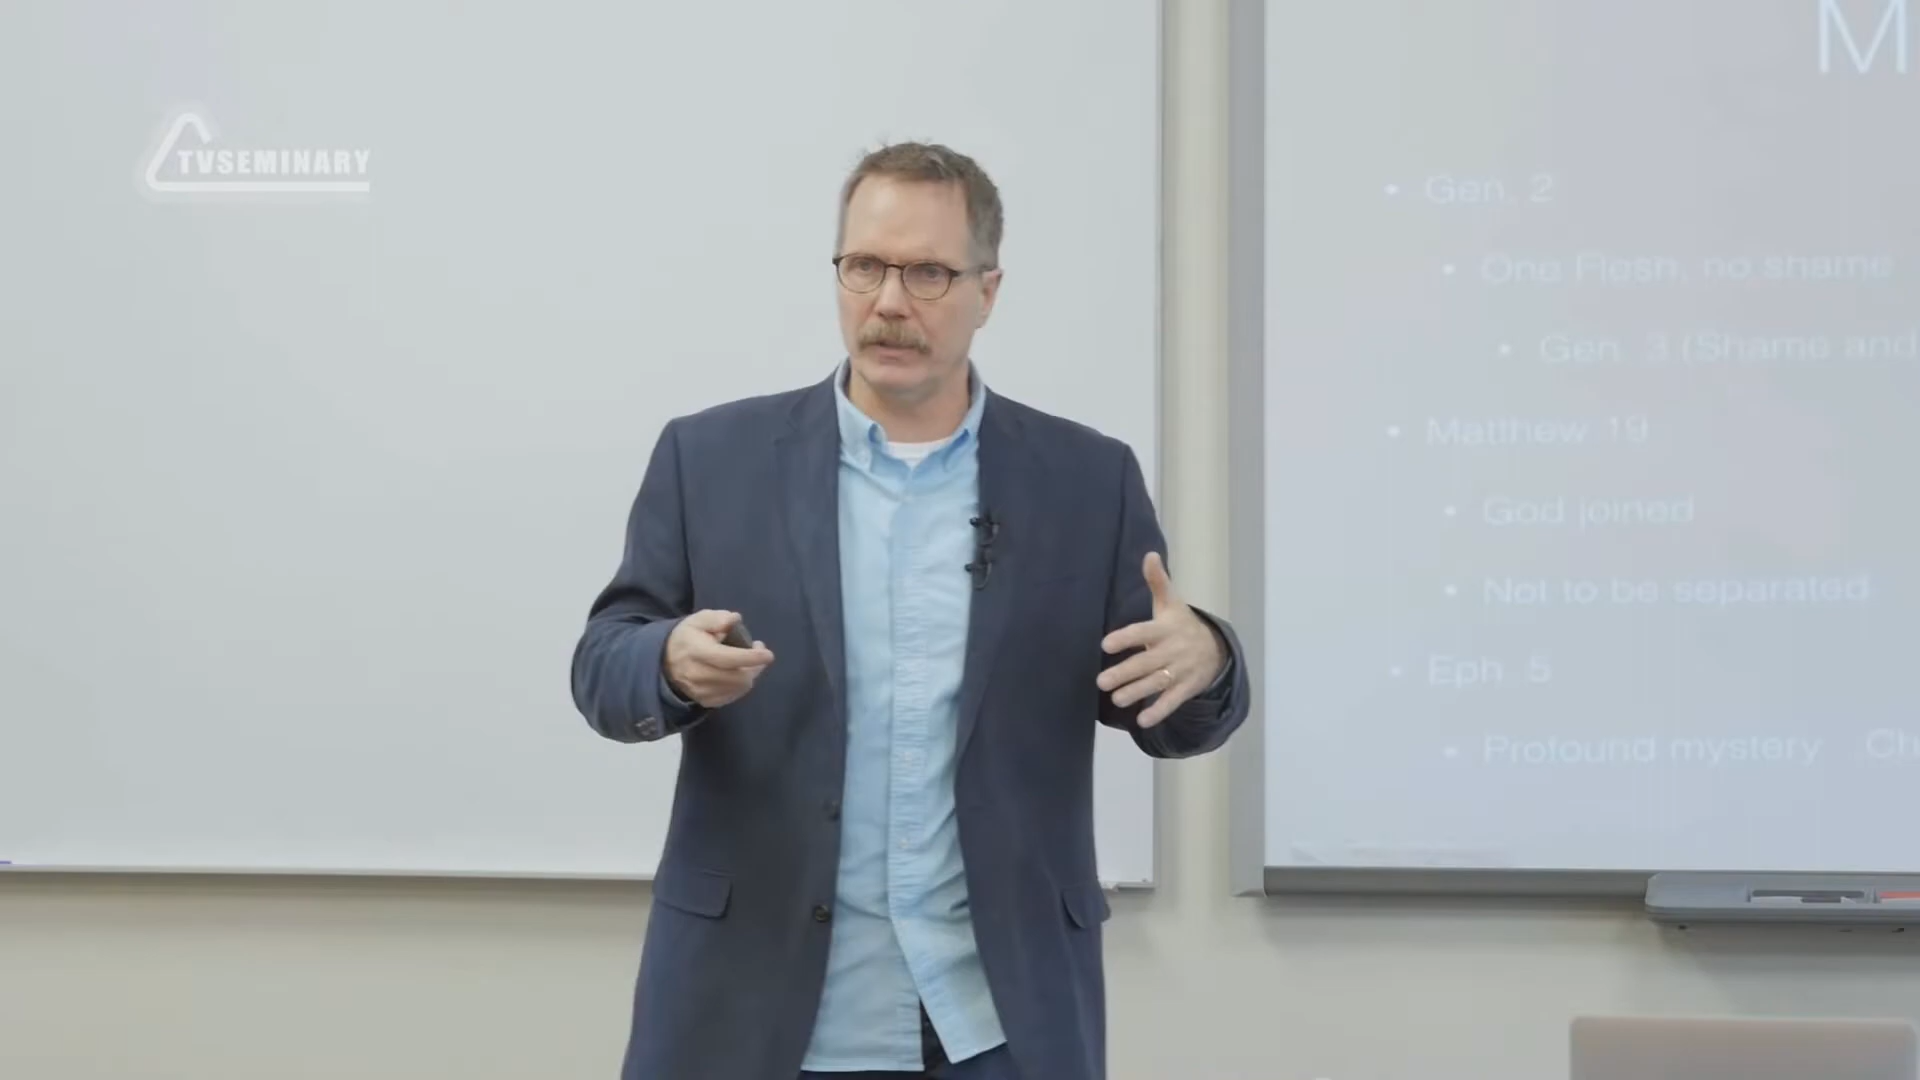 TVSEMINARY
M
• Gen. 2
• One Flesh, no shame
• Gen. 3 (Shame and
• Matthew 19
• God joined
• Not to be separated
• Eph. 5
• Profound mystery Ch